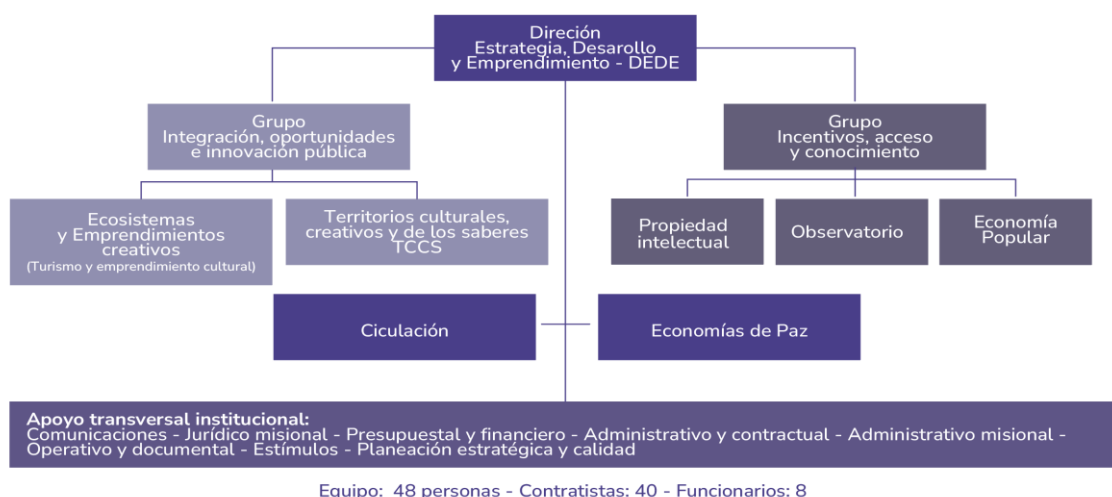 Direción
Estrategia, Desarollo
y Emprendimiento - DEDE
Grupo
Integración, oportunidades
e innovación pública
Grupo
Incentivos, acceso
y conocimiento
Ecosistemas
y Emprendimientos
creativos
(Turismo y emprendimiento cultural)
Territorios culturales,
creativos y de los saberes
TCCS
Propiedad
intelectual
Observatorio
Economía
Popular
Ciculación
Economías de Paz
Apoyo transversal institucional:
Comunicaciones - Jurídico misional - Presupuestal y financiero - Administrativo y contractual - Administrativo misional -
Operativo y documental - Estímulos - Planeación estratégica y calidad
Equipo: 48 personas - Contratistas: 40 - Funcionarios: 8